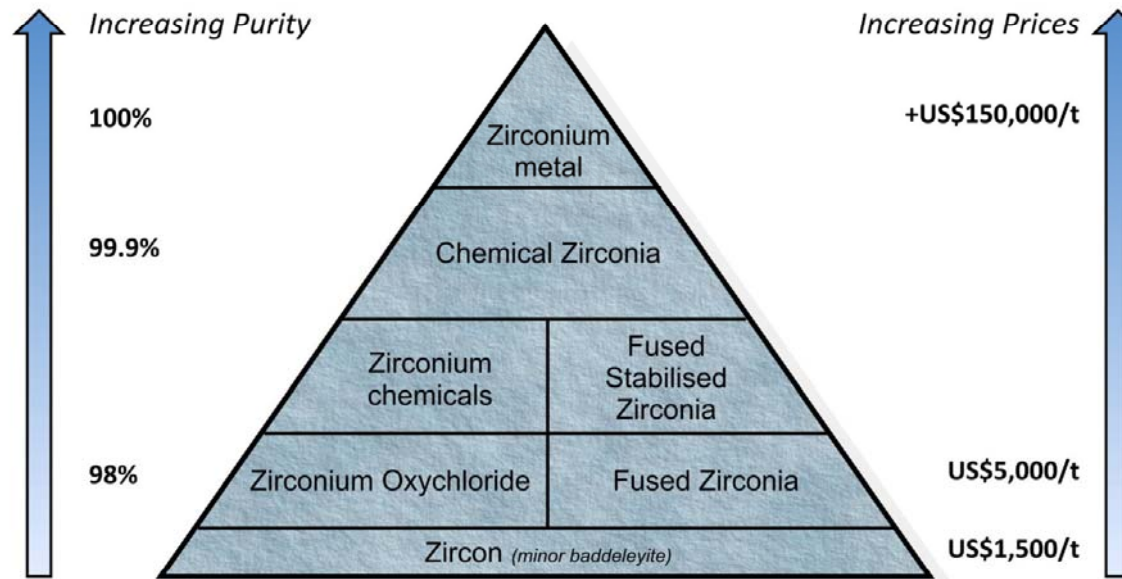 Increasing Purity
Increasing Prices
100%
+US$150,000/t
Zirconium
metal
99.9%
Chemical Zirconia
Zirconium
chemicals
Fused
Stabilised
Zirconia
98%
Zirconium Oxychloride
Fused Zirconia
US$5,000/t
Zircon (minor baddeleyite)
US$1,500/t